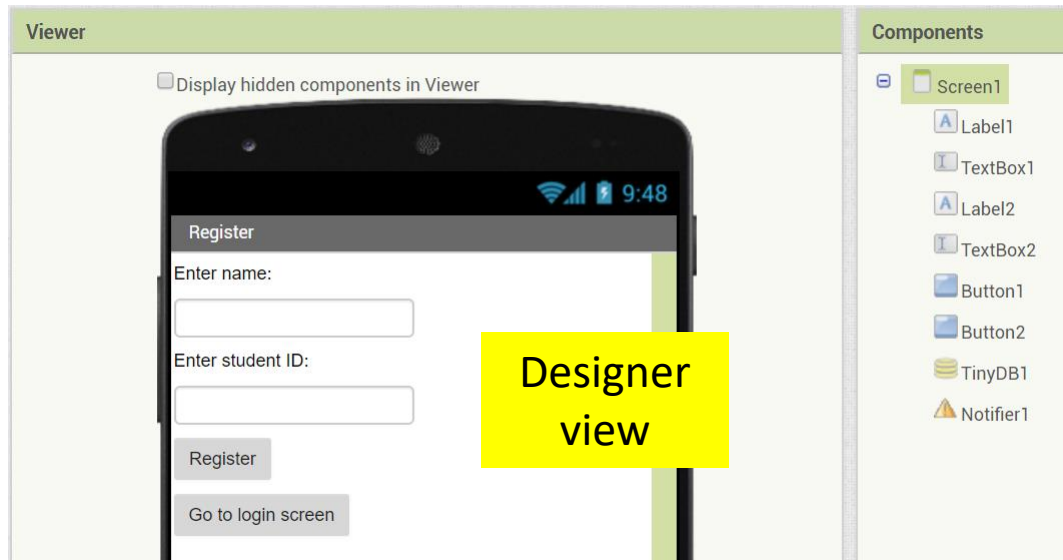 Viewer
Display hidden components in Viewer
9:48
Register
Enter name:
Enter student ID:
Register
Go to login screen
Designer
view
Components
Screen1
Label1
TextBox1
Label2
TextBox2
Button1
Button2
TinyDB1
Notifier1